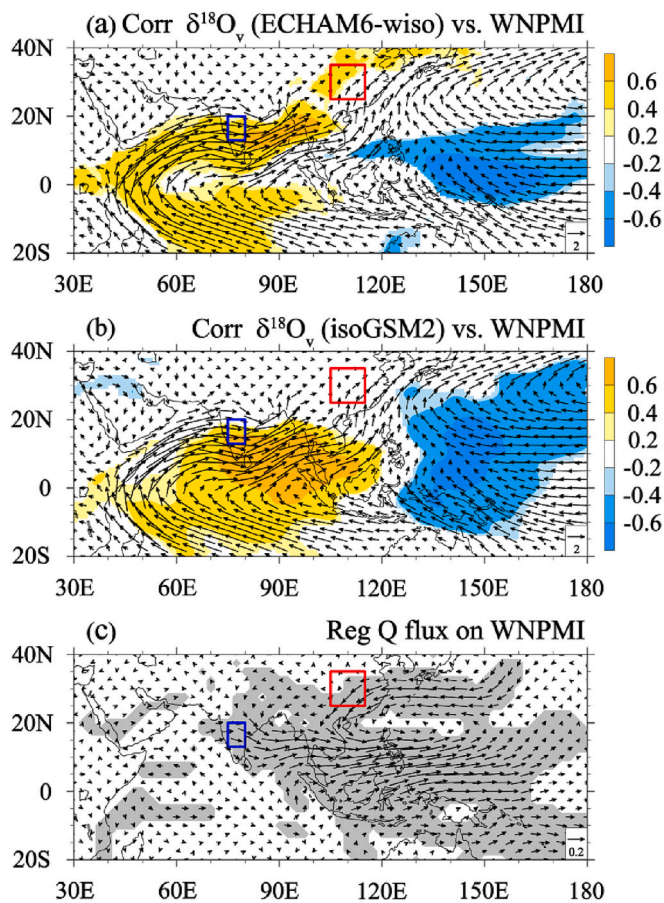 (a) Corr δ¹⁸Oᵥ (ECHAM6-wiso) vs. WNPMI
40N
20N
0
20S
0.6
0.4
0.2
-0.2
-0.4
-0.6
2
30E 60E 90E 120E 150E 180
(b) Corr δ¹⁸Oᵥ (isoGSM2) vs. WNPMI
40N
20N
0
20S
0.6
0.4
0.2
-0.2
-0.4
-0.6
2
30E 60E 90E 120E 150E 180
(c) Reg Q flux on WNPMI
40N
20N
0
20S
0.2
30E 60E 90E 120E 150E 180